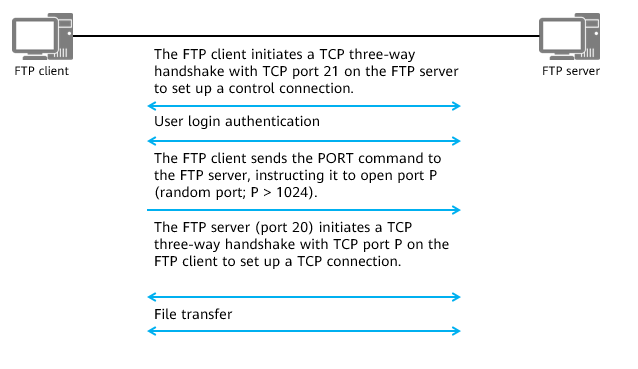 FTP client
FTP server
The FTP client initiates a TCP three-way
handshake with TCP port 21 on the FTP server
to set up a control connection.
User login authentication
The FTP client sends the PORT command to
the FTP server, instructing it to open port P
(random port; P > 1024).
The FTP server (port 20) initiates a TCP
three-way handshake with TCP port P on the
FTP client to set up a TCP connection.
File transfer